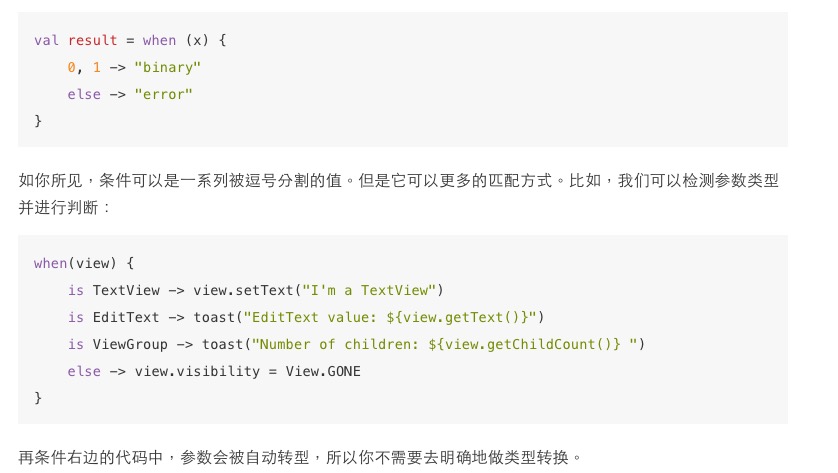 val result = when (x) {
    0, 1 -> "binary"
    else -> "error"
}
如你所见，条件可以是一系列被逗号分割的值。但是它可以更多的匹配方式。比如，我们可以检测参数类型
并进行判断：
when(view) {
    is TextView -> view.setText("I'm a TextView")
    is EditText -> toast("EditText value: ${view.getText()}")
    is ViewGroup -> toast("Number of children: ${view.getChildCount()} ")
    else -> view.visibility = View.GONE
}
再条件右边的代码中，参数会被自动转型，所以你不需要去明确地做类型转换。